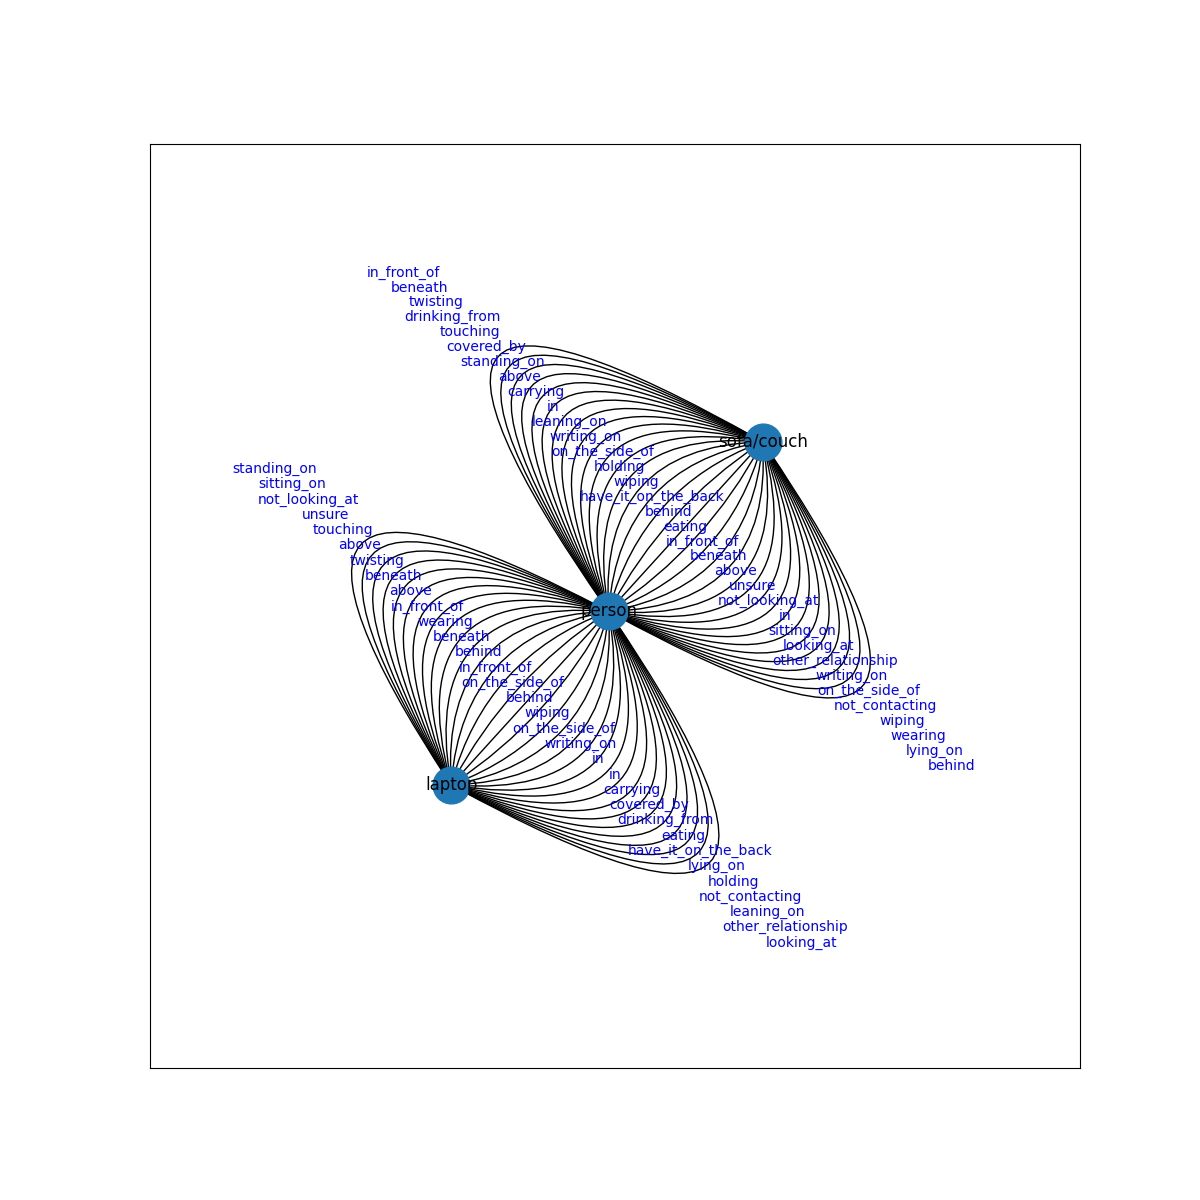 in_front_of
beneath
twisting
drinking_from
touching
covered_by
standing_on
above
carrying
in
leaning_on
writing_on
on_the_side_of
holding
wiping
have_it_on_the_back
behind
eating
in_front_of
beneath
above
unsure
not_looking_at
in
sitting_on
looking_at
other_relationship
writing_on
on_the_side_of
not_contacting
wiping
wearing
lying_on
behind
sofa/couch
person
standing_on
sitting_on
not_looking_at
unsure
touching
above
twisting
beneath
above
in_front_of
wearing
beneath
behind
in_front_of
on_the_side_of
behind
wiping
on_the_side_of
writing_on
in
in
carrying
covered_by
drinking_from
eating
have_it_on_the_back
lying_on
holding
not_contacting
leaning_on
other_relationship
looking_at
laptop